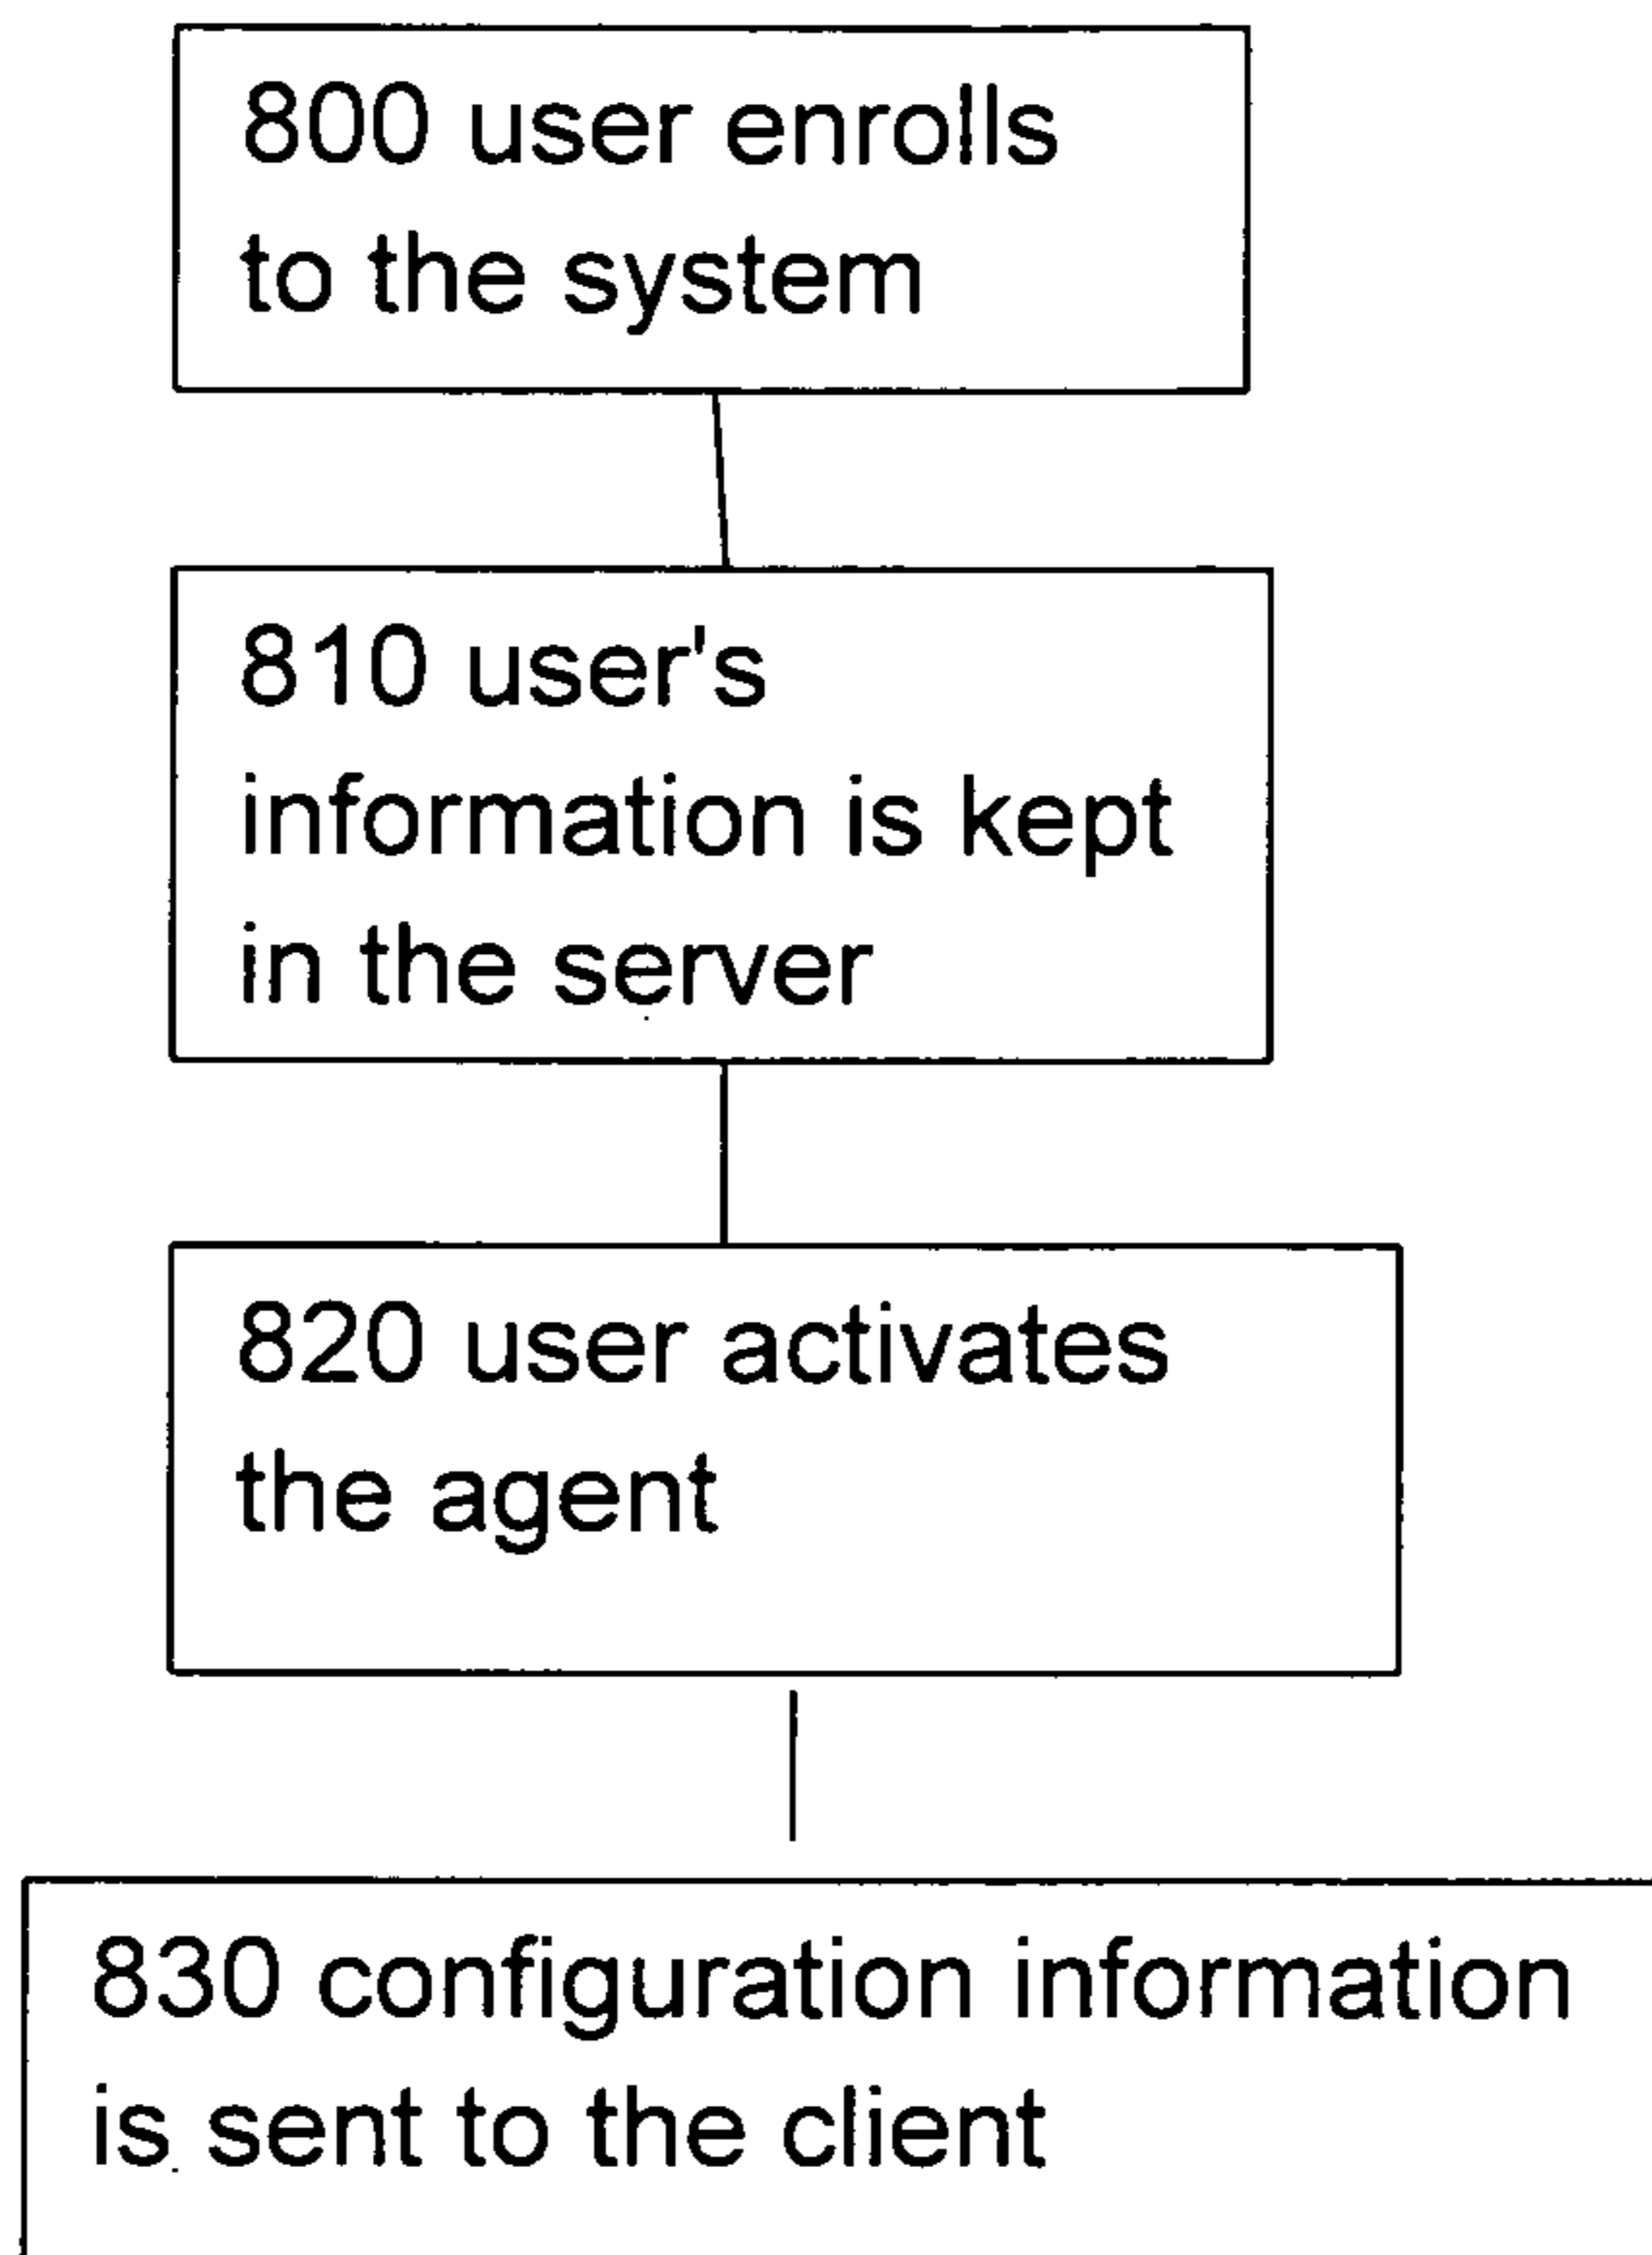 800 user enrolls
to the system
810 user's
information is kept
in the server
820 user activates
the agent
830 configuration information
is sent to the client